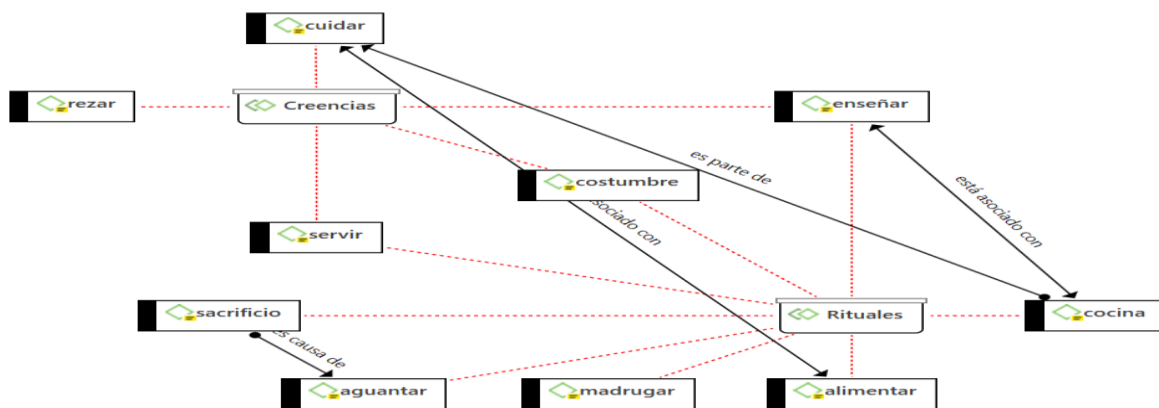 cuidar
rezar
Creencias
enseñar
es parte de
costumbre
está asociado con
sociado con
servir
sacrificio
Rituales
cocina
es causa de
aguantar
madrugar
alimentar